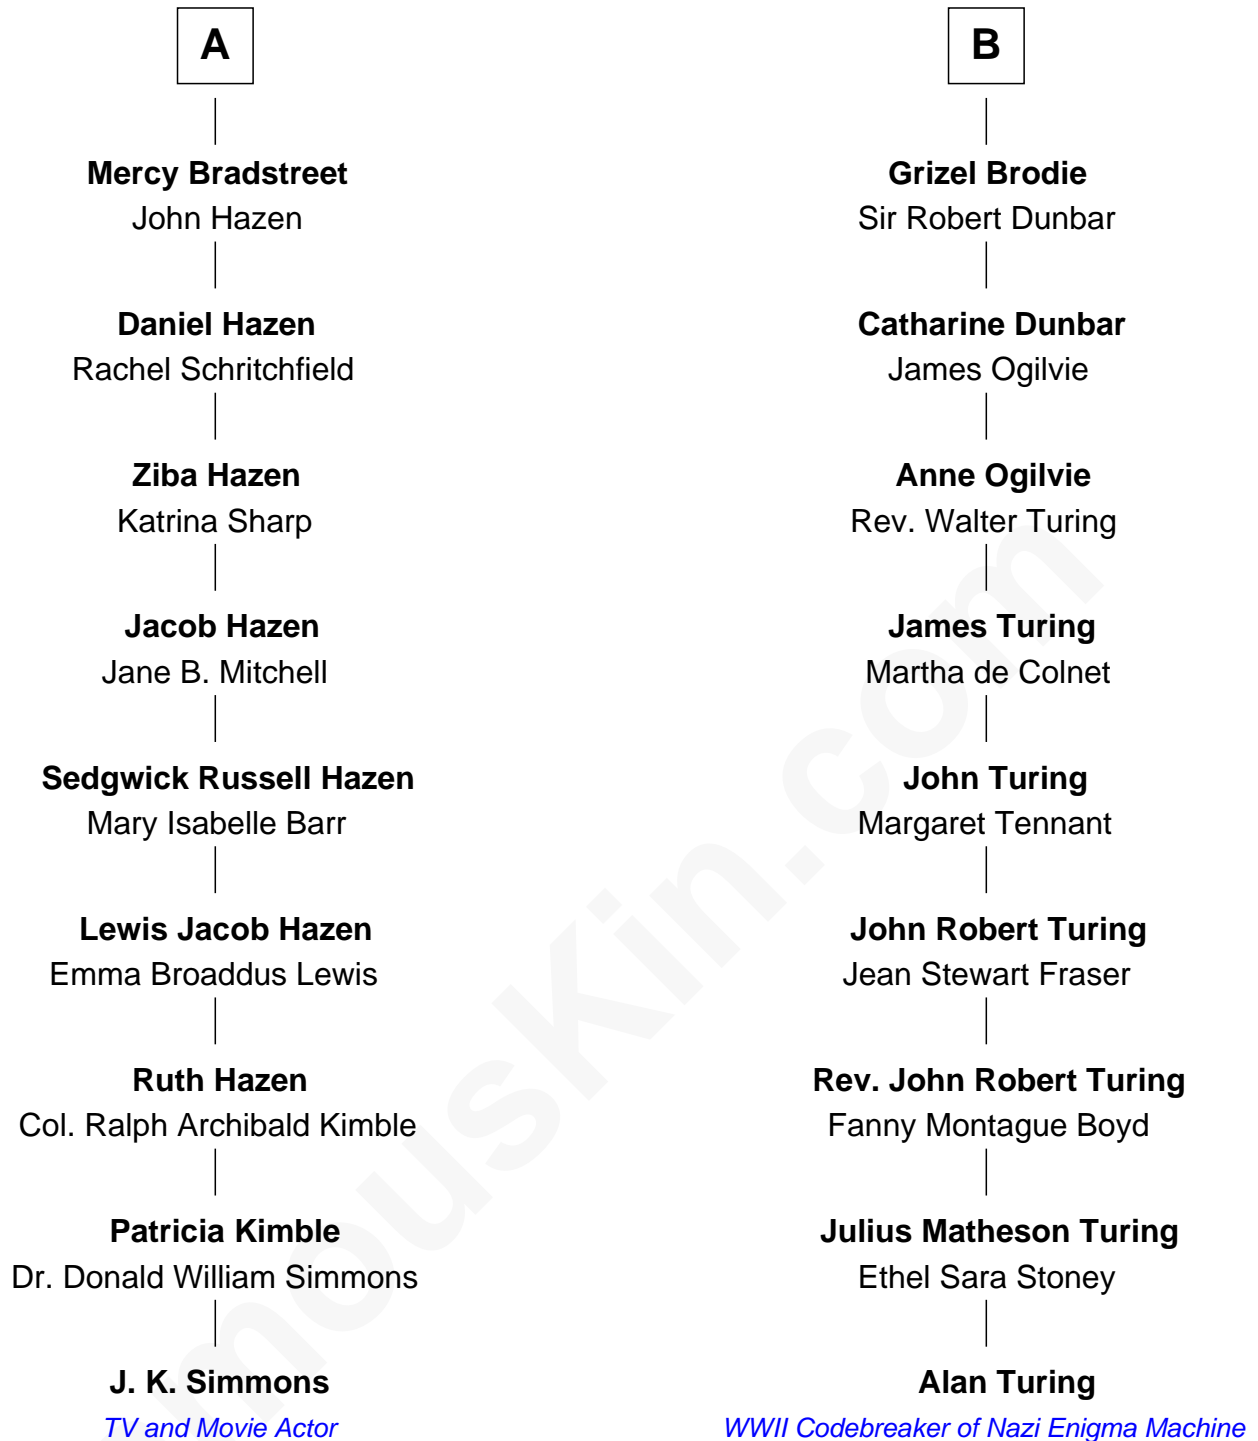 A
Mercy Bradstreet
John Hazen
Daniel Hazen
Rachel Schritchfield
Ziba Hazen
Katrina Sharp
Jacob Hazen
Jane B. Mitchell
Sedgwick Russell Hazen
Mary Isabelle Barr
Lewis Jacob Hazen
Emma Broaddus Lewis
Ruth Hazen
Col. Ralph Archibald Kimble
Patricia Kimble
Dr. Donald William Simmons
J. K. Simmons
TV and Movie Actor
B
Grizel Brodie
Sir Robert Dunbar
Catharine Dunbar
James Ogilvie
Anne Ogilvie
Rev. Walter Turing
James Turing
Martha de Colnet
John Turing
Margaret Tennant
John Robert Turing
Jean Stewart Fraser
Rev. John Robert Turing
Fanny Montague Boyd
Julius Matheson Turing
Ethel Sara Stoney
Alan Turing
WWII Codebreaker of Nazi Enigma Machine
mouskin.com